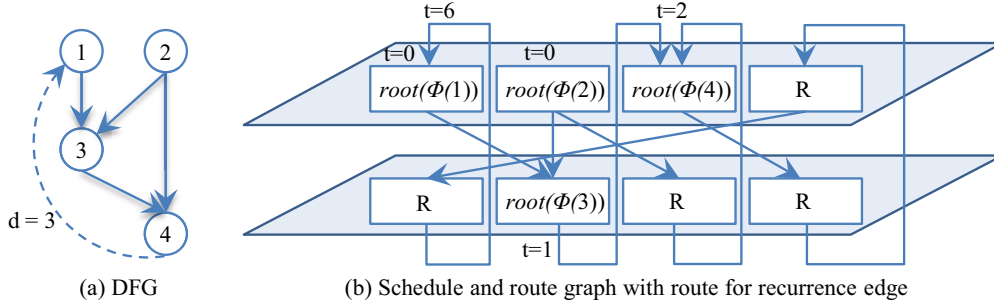 1
2
3
4
d = 3
(a) DFG
t=6
t=2
t=0
t=0
root(Φ(1))
root(Φ(2))
root(Φ(4))
R
R
root(Φ(3))
R
R
t=1
(b) Schedule and route graph with route for recurrence edge